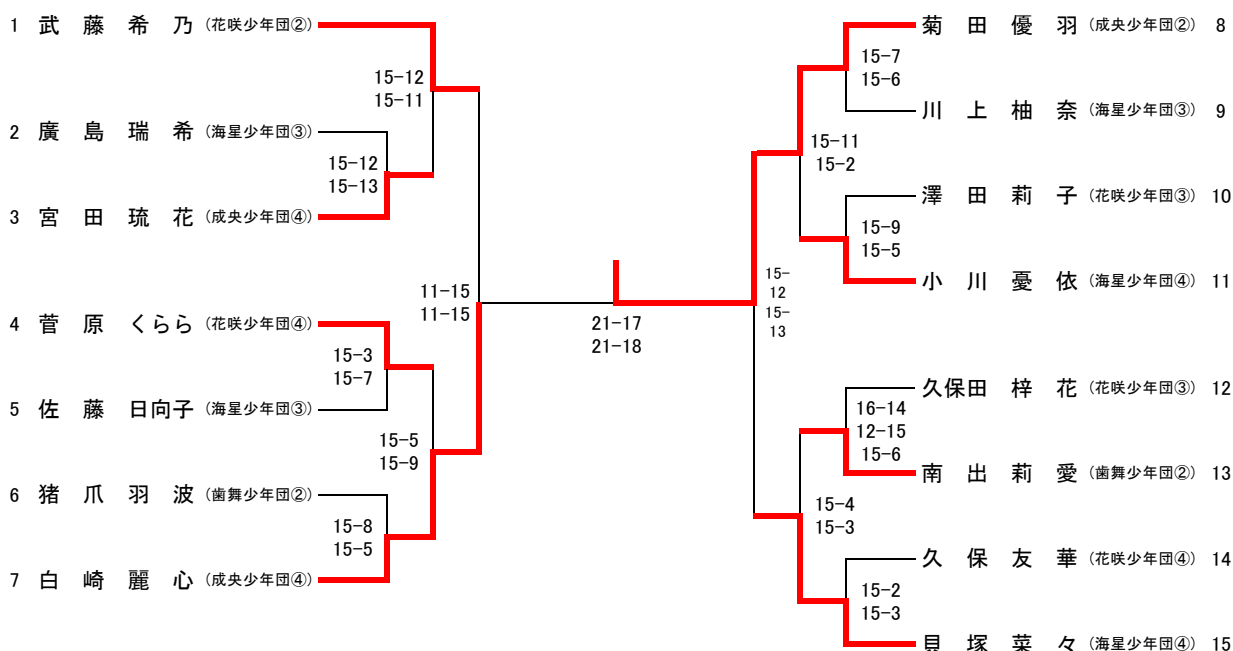 1 武藤希乃 (花咲少年団②)
15-12
15-11
2 廣島瑞希 (海星少年団③)
15-12
15-13
3 宮田琉花 (成央少年団④)
11-15
11-15
4 菅原くらら (花咲少年団④)
15-3
15-7
5 佐藤日向子 (海星少年団③)
15-5
15-9
6 猪爪羽波 (歯舞少年団②)
15-8
15-5
7 白崎麗心 (成央少年団④)
21-17
21-18
菊田優羽 (成央少年団②) 8
15-7
15-6
川上柚奈 (海星少年団③) 9
15-11
15-2
澤田莉子 (花咲少年団③) 10
15-9
15-5
小川憂依 (海星少年団④) 11
15-
12
15-
13
久保田梓花 (花咲少年団③) 12
16-14
12-15
15-6
南出莉愛 (歯舞少年団②) 13
15-4
15-3
久保友華 (花咲少年団④) 14
15-2
15-3
貝塚菜々 (海星少年団④) 15